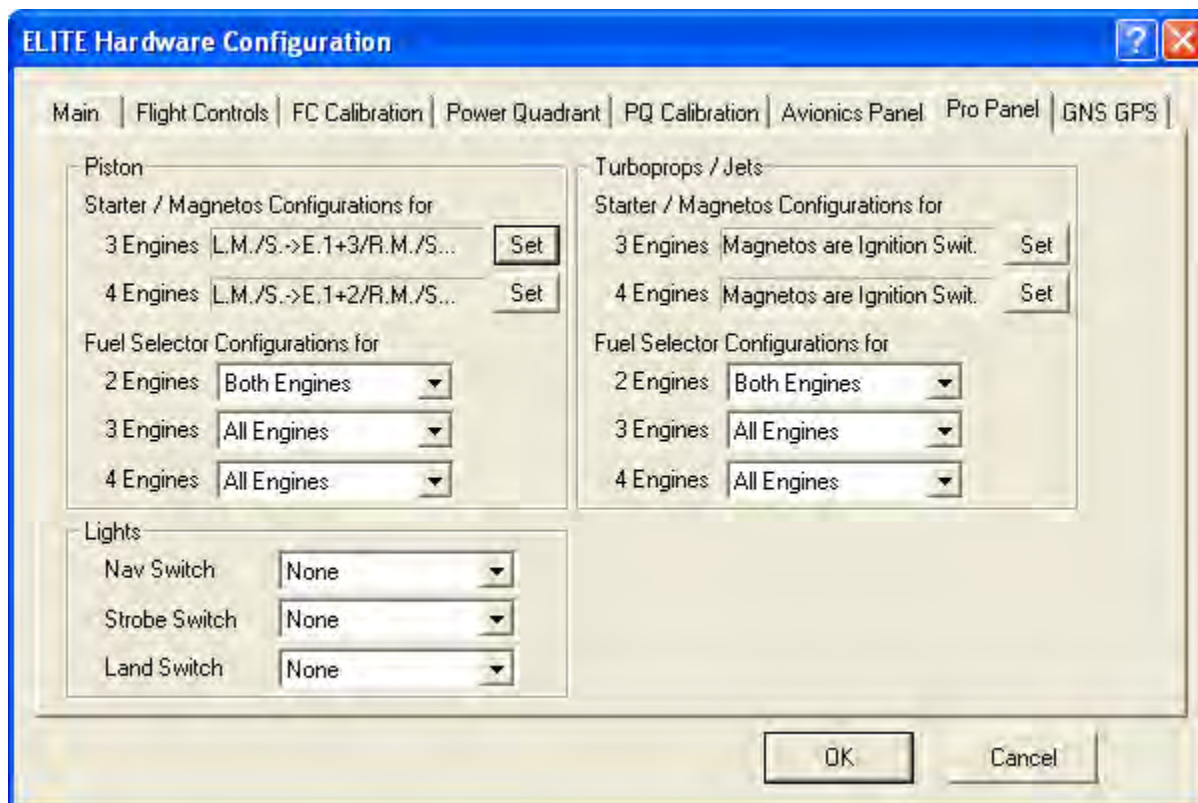 ELITE Hardware Configuration
Main Flight Controls FC Calibration Power Quadrant PQ Calibration Avionics Panel Pro Panel GNS GPS
Piston
Starter / Magnetos Configurations for
3 Engines L.M./S.->E.1+3/R.M./S... Set
4 Engines L.M./S.->E.1+2/R.M./S... Set
Fuel Selector Configurations for
2 Engines Both Engines
3 Engines All Engines
4 Engines All Engines
Turboprops / Jets
Starter / Magnetos Configurations for
3 Engines Magnetos are Ignition Swit. Set
4 Engines Magnetos are Ignition Swit. Set
Fuel Selector Configurations for
2 Engines Both Engines
3 Engines All Engines
4 Engines All Engines
Lights
Nav Switch None
Strobe Switch None
Land Switch None
OK Cancel